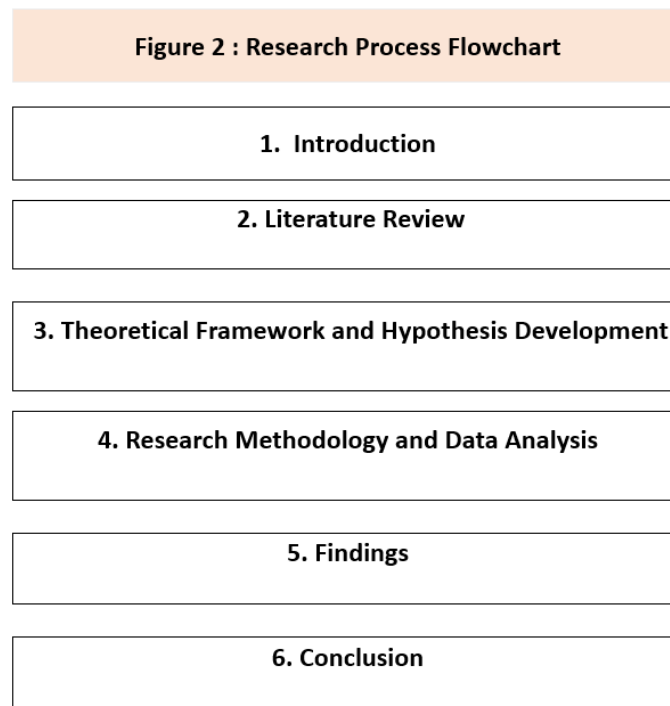 Figure 2 : Research Process Flowchart
1. Introduction
2. Literature Review
3. Theoretical Framework and Hypothesis Development
4. Research Methodology and Data Analysis
5. Findings
6. Conclusion